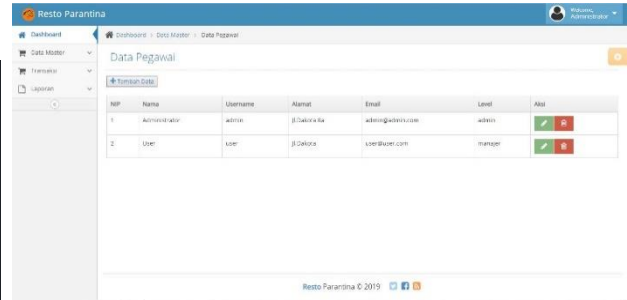 Resto Parantina
Welcome,
Administrator
Dashboard
Data Master
Transaksi
Laporan
Dashboard > Data Master > Data Pegawai
Data Pegawai
+Tambah Data
NIP Nama Username Alamat Email Level Aksi
1 Administrator admin Jl.Dakota admin@admin.com admin
2 User user Jl.Dakota user@user.com manajer
Resto Parantina © 2019